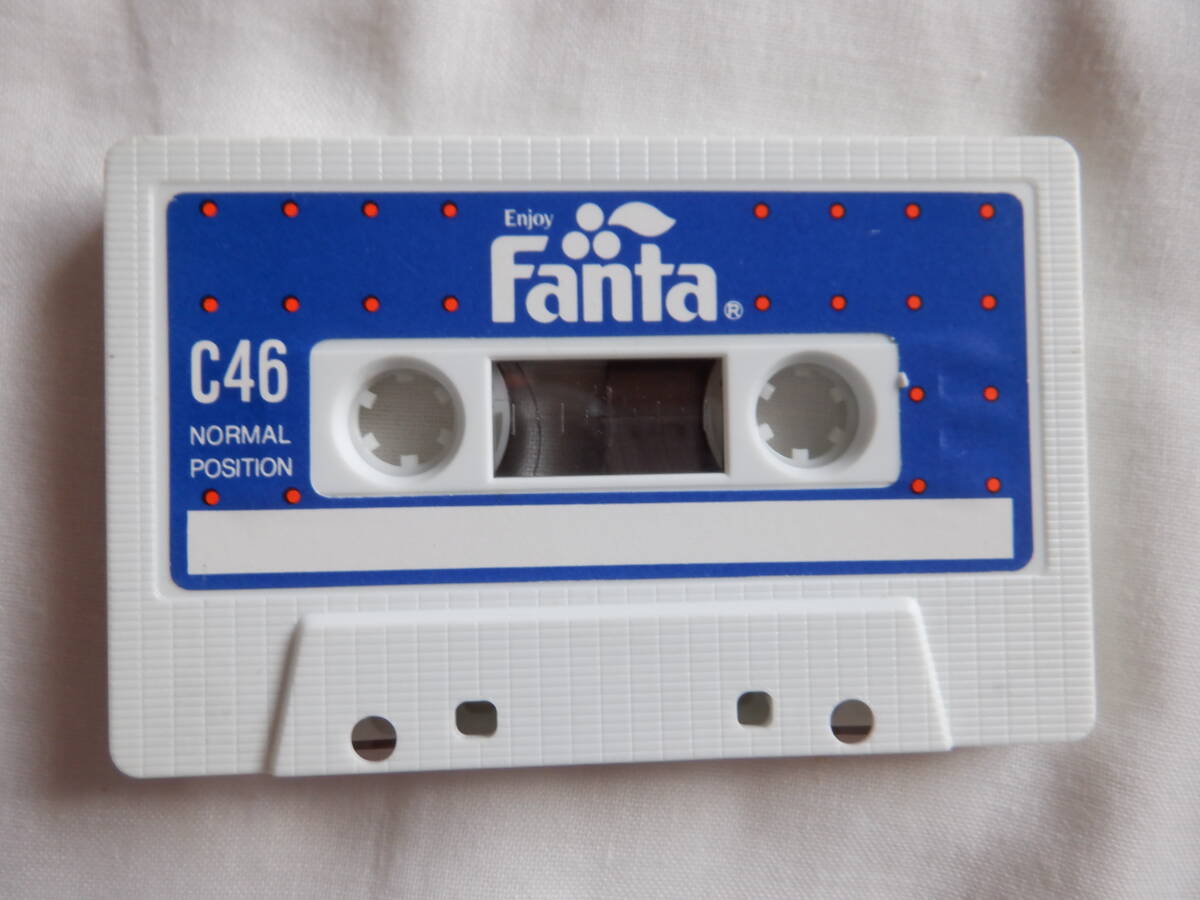 Enjoy
Fanta®
C46
NORMAL
POSITION